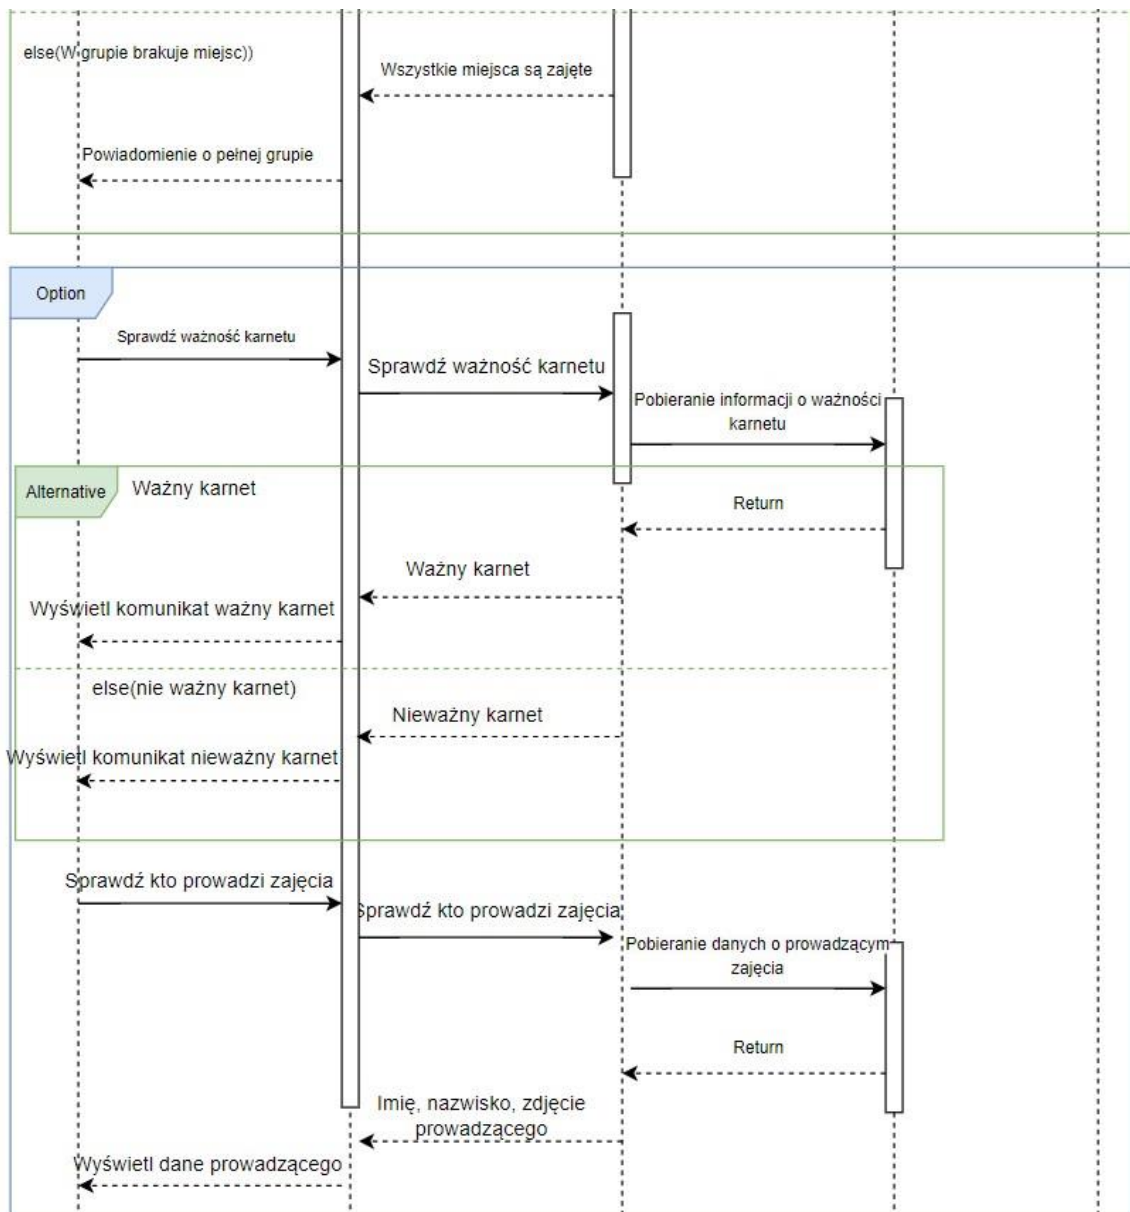 else(W grupie brakuje miejsc))
Wszystkie miejsca są zajęte
Powiadomienie o pełnej grupie
Option
Sprawdź ważność karnetu
Sprawdź ważność karnetu
Pobieranie informacji o ważności
karnetu
Alternative
Ważny karnet
Return
Ważny karnet
Wyświetl komunikat ważny karnet
else(nie ważny karnet)
Nieważny karnet
Wyświetl komunikat nieważny karnet
Sprawdź kto prowadzi zajęcia
Sprawdź kto prowadzi zajęcia
Pobieranie danych o prowadzącym
zajęcia
Return
Imię, nazwisko, zdjęcie
prowadzącego
Wyświetl dane prowadzącego